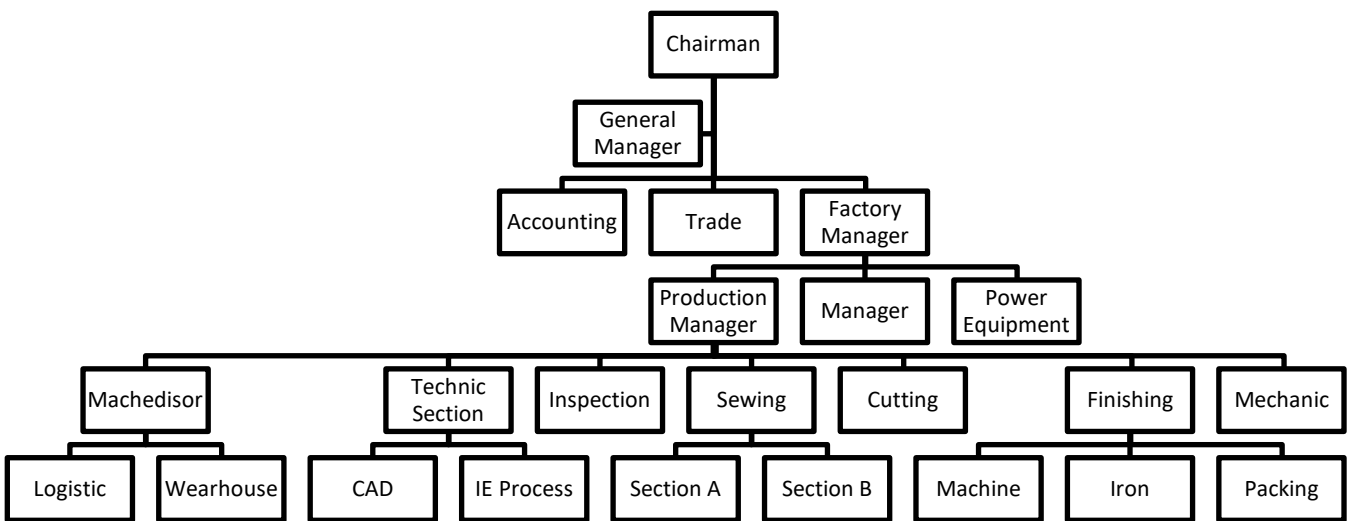 Chairman
General
Manager
Accounting
Trade
Factory
Manager
Production
Manager
Manager
Power
Equipment
Machedisor
Technic
Section
Inspection
Sewing
Cutting
Finishing
Mechanic
Logistic
Wearhouse
CAD
IE Process
Section A
Section B
Machine
Iron
Packing